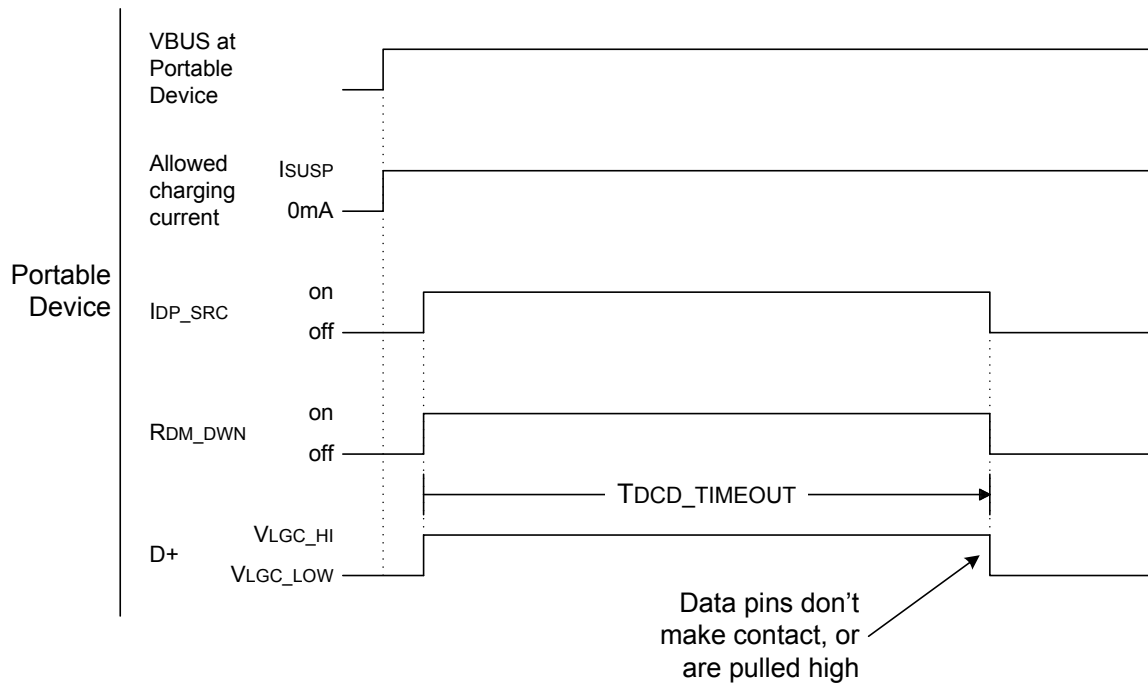 VBUS at
Portable
Device
Allowed
charging
current
ISUSP
0mA
Portable
Device
IDP_SRC
on
off
RDM_DWN
on
off
TDCD_TIMEOUT
D+
VLGC_HI
VLGC_LOW
Data pins don't
make contact, or
are pulled high